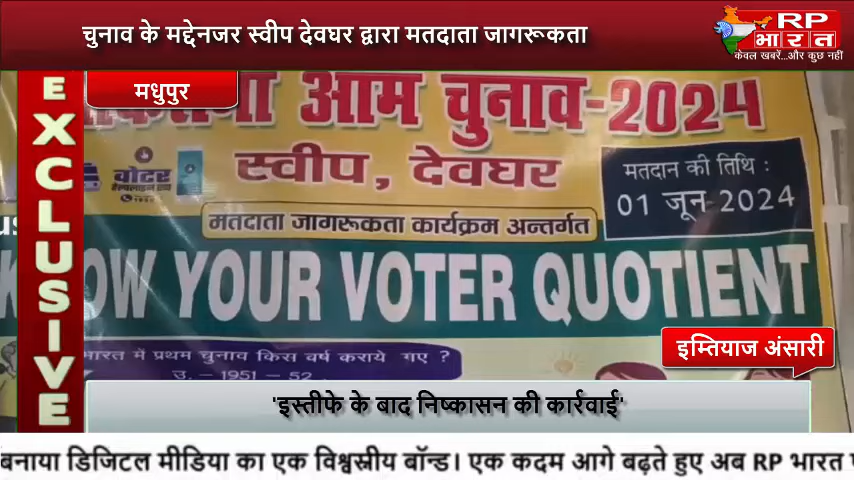 चुनाव के मद्देनजर स्वीप देवघर द्वारा मतदाता जागरूकता
RP
भारत
केवल खबरें...और कुछ नहीं
EXCLUSIVE
मधुपुर
आम चुनाव-2024
वोटर
स्वीप, देवघर
मतदान की तिथि :
01 जून 2024
मतदाता जागरूकता कार्यक्रम अन्तर्गत
OW YOUR VOTER QUOTIENT
भारत में प्रथम चुनाव किस वर्ष कराये गए ?
उ. – 1951 – 52
इम्तियाज अंसारी
'इस्तीफे के बाद निष्कासन की कार्रवाई'
बनाया डिजिटल मीडिया का एक विश्वस्नीय बॉन्ड। एक कदम आगे बढ़ते हुए अब RP भारत